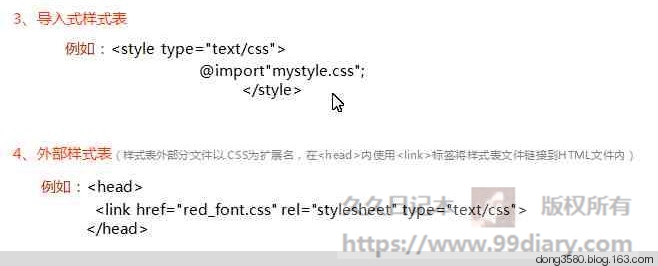 3、导入式样式表
例如：<style type="text/css">
@import"mystyle.css";
</style>
4、外部样式表（样式表外部分文件以.CSS为扩展名，在<head>内使用<link>标签将样式表文件链接到HTML文件内）
例如：<head>
<link href="red_font.css" rel="stylesheet" type="text/css">
</head>
久久日记本 版权所有
https://www.99diary.com
dong3580.blog.163.com